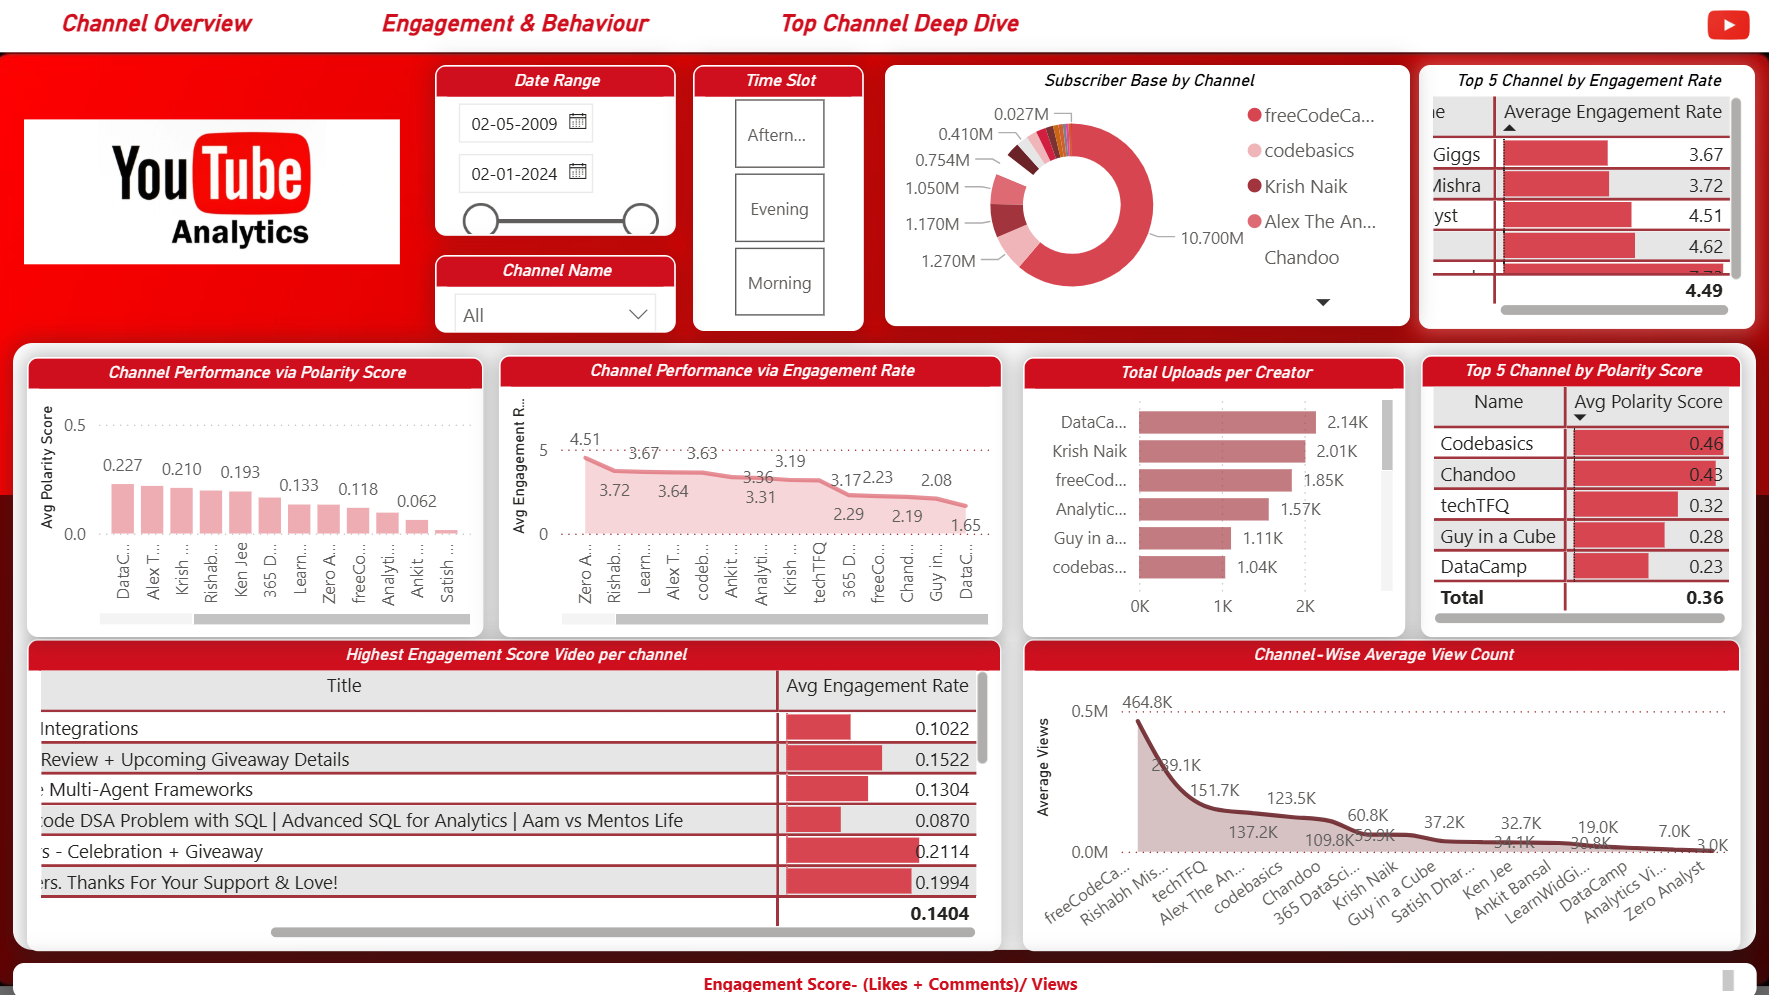 Channel Overview
Engagement & Behaviour
Top Channel Deep Dive
YouTube
Analytics
Date Range
02-05-2009
02-01-2024
Channel Name
All
Time Slot
Aftern...
Evening
Morning
Subscriber Base by Channel
0.027M
0.410M
0.754M
1.050M
1.170M
1.270M
10.700M
freeCodeCa...
codebasics
Krish Naik
Alex The An...
Chandoo
Top 5 Channel by Engagement Rate
e Average Engagement Rate
Giggs 3.67
Mishra 3.72
yst 4.51
4.62
4.49
Channel Performance via Polarity Score
Avg Polarity Score
0.5
0.0
0.227
0.210
0.193
0.133
0.118
0.062
DataC...
Alex T...
Krish ...
Rishab...
Ken Jee
365 D...
Learn...
Zero A...
freeCo...
Analyti...
Ankit ...
Satish ...
Channel Performance via Engagement Rate
Avg Engagement R...
5
0
4.51
3.72
3.67
3.64
3.63
3.36
3.31
3.19
3.17
2.29
2.23
2.19
2.08
1.65
Zero A...
Rishab...
Learn...
Alex T...
codeb...
Ankit ...
Analyti...
Krish ...
techTFQ
365 D...
freeCo...
Chand...
Guy in...
DataC...
Total Uploads per Creator
DataCa... 2.14K
Krish Naik 2.01K
freeCod... 1.85K
Analytic... 1.57K
Guy in a... 1.11K
codebas... 1.04K
0K 1K 2K
Top 5 Channel by Polarity Score
Name Avg Polarity Score
Codebasics 0.46
Chandoo 0.43
techTFQ 0.32
Guy in a Cube 0.28
DataCamp 0.23
Total 0.36
Highest Engagement Score Video per channel
Title Avg Engagement Rate
Integrations 0.1022
Review + Upcoming Giveaway Details 0.1522
Multi-Agent Frameworks 0.1304
code DSA Problem with SQL | Advanced SQL for Analytics | Aam vs Mentos Life 0.0870
s - Celebration + Giveaway 0.2114
ers. Thanks For Your Support & Love! 0.1994
0.1404
Channel-Wise Average View Count
Average Views
0.5M
0.0M
464.8K
239.1K
151.7K
137.2K
123.5K
109.8K
60.8K
59.9K
37.2K
34.1K
32.7K
30.8K
19.0K
7.0K
3.0K
freeCodeCa...
Rishabh Mis...
techTFQ
Alex The An...
codebasics
Chandoo
365 DataSci...
Krish Naik
Guy in a Cube
Satish Dhar...
Ken Jee
Ankit Bansal
LearnWidGi...
DataCamp
Analytics Vi...
Zero Analyst
Engagement Score- (Likes + Comments)/ Views